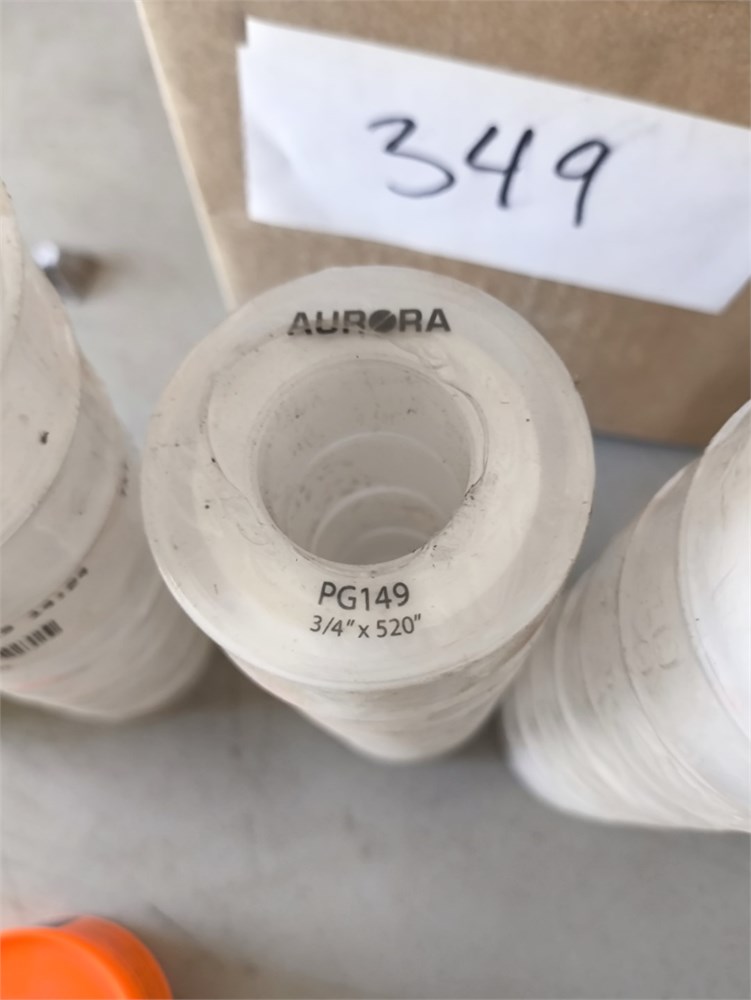 349
AURORA
PG149
3/4" x 520"